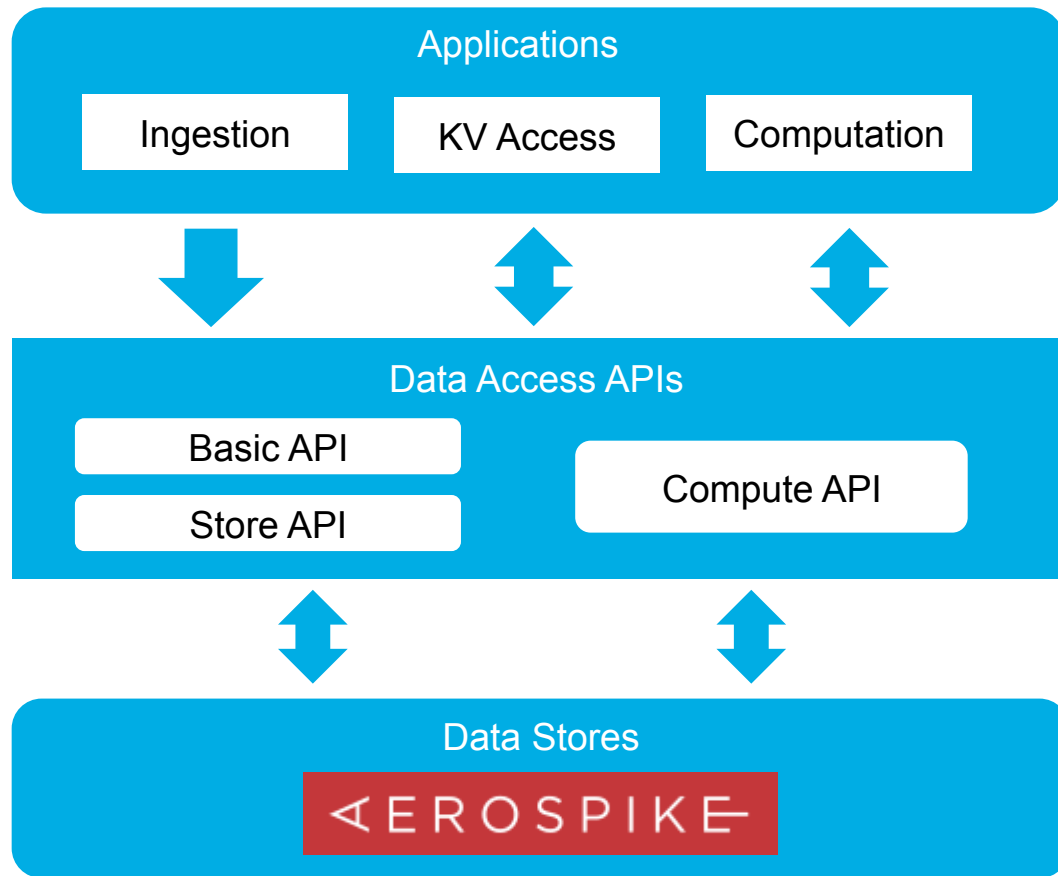 Applications
Ingestion
KV Access
Computation
Data Access APIs
Basic API
Store API
Compute API
Data Stores
AEROSPIKE